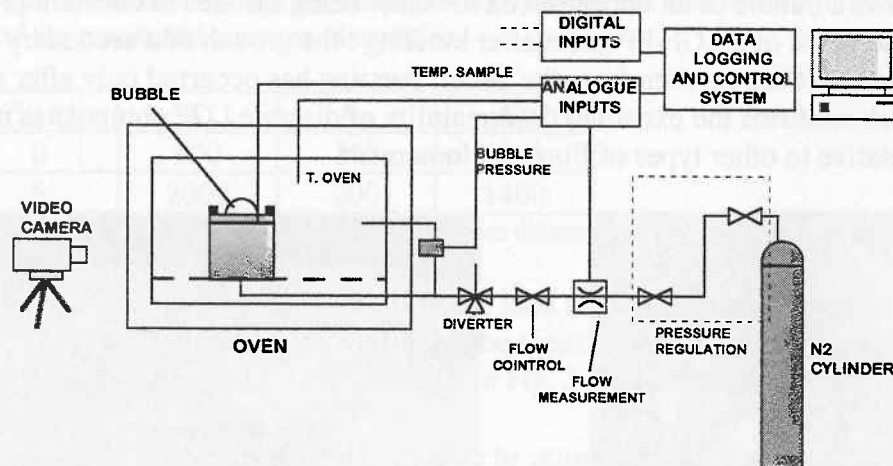 DIGITAL
INPUTS
DATA
LOGGING
AND CONTROL
SYSTEM
TEMP. SAMPLE
ANALOGUE
INPUTS
BUBBLE
BUBBLE
PRESSURE
T. OVEN
VIDEO
CAMERA
DIVERTER
OVEN
FLOW
CONTROL
FLOW
MEASUREMENT
PRESSURE
REGULATION
N2
CYLINDER